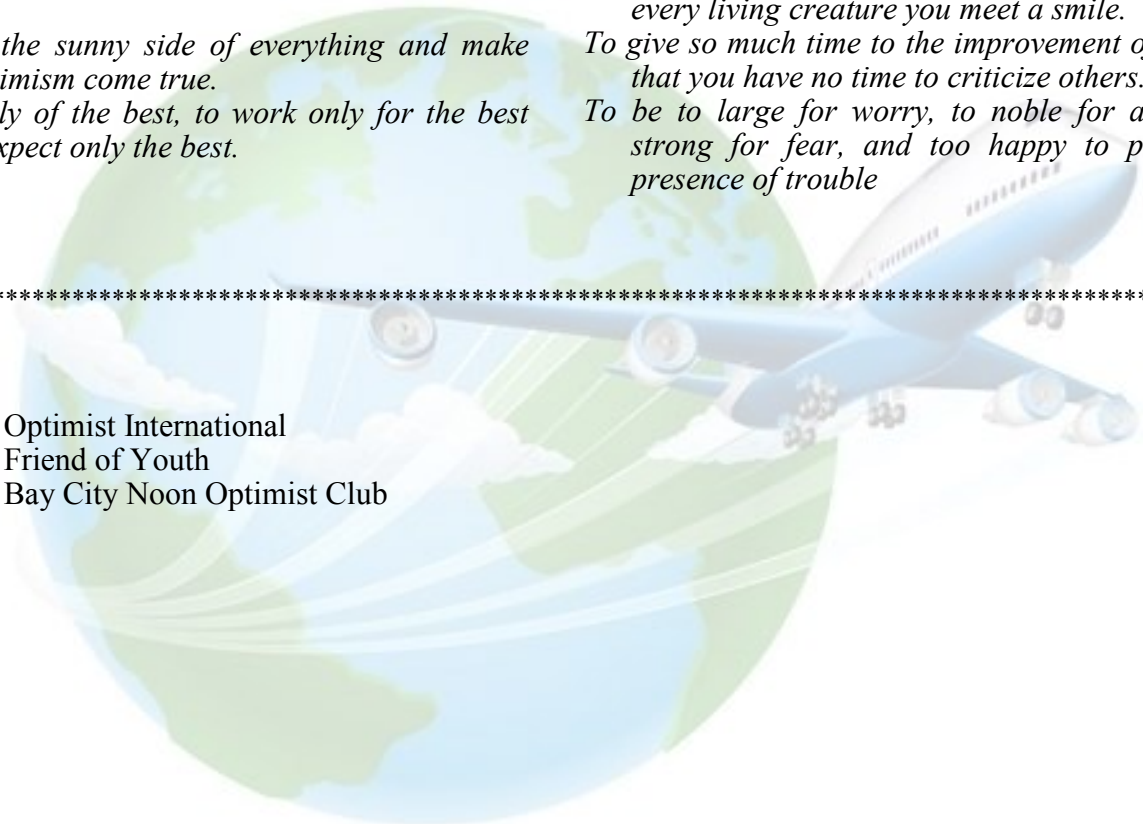 the sunny side of everything and make
timism come true.
ly of the best, to work only for the best
xpect only the best.
every living creature you meet a smile.
To give so much time to the improvement o
that you have no time to criticize others.
To be to large for worry, to noble for a
strong for fear, and too happy to p
presence of trouble
*****************************************************************************************
Optimist International
Friend of Youth
Bay City Noon Optimist Club